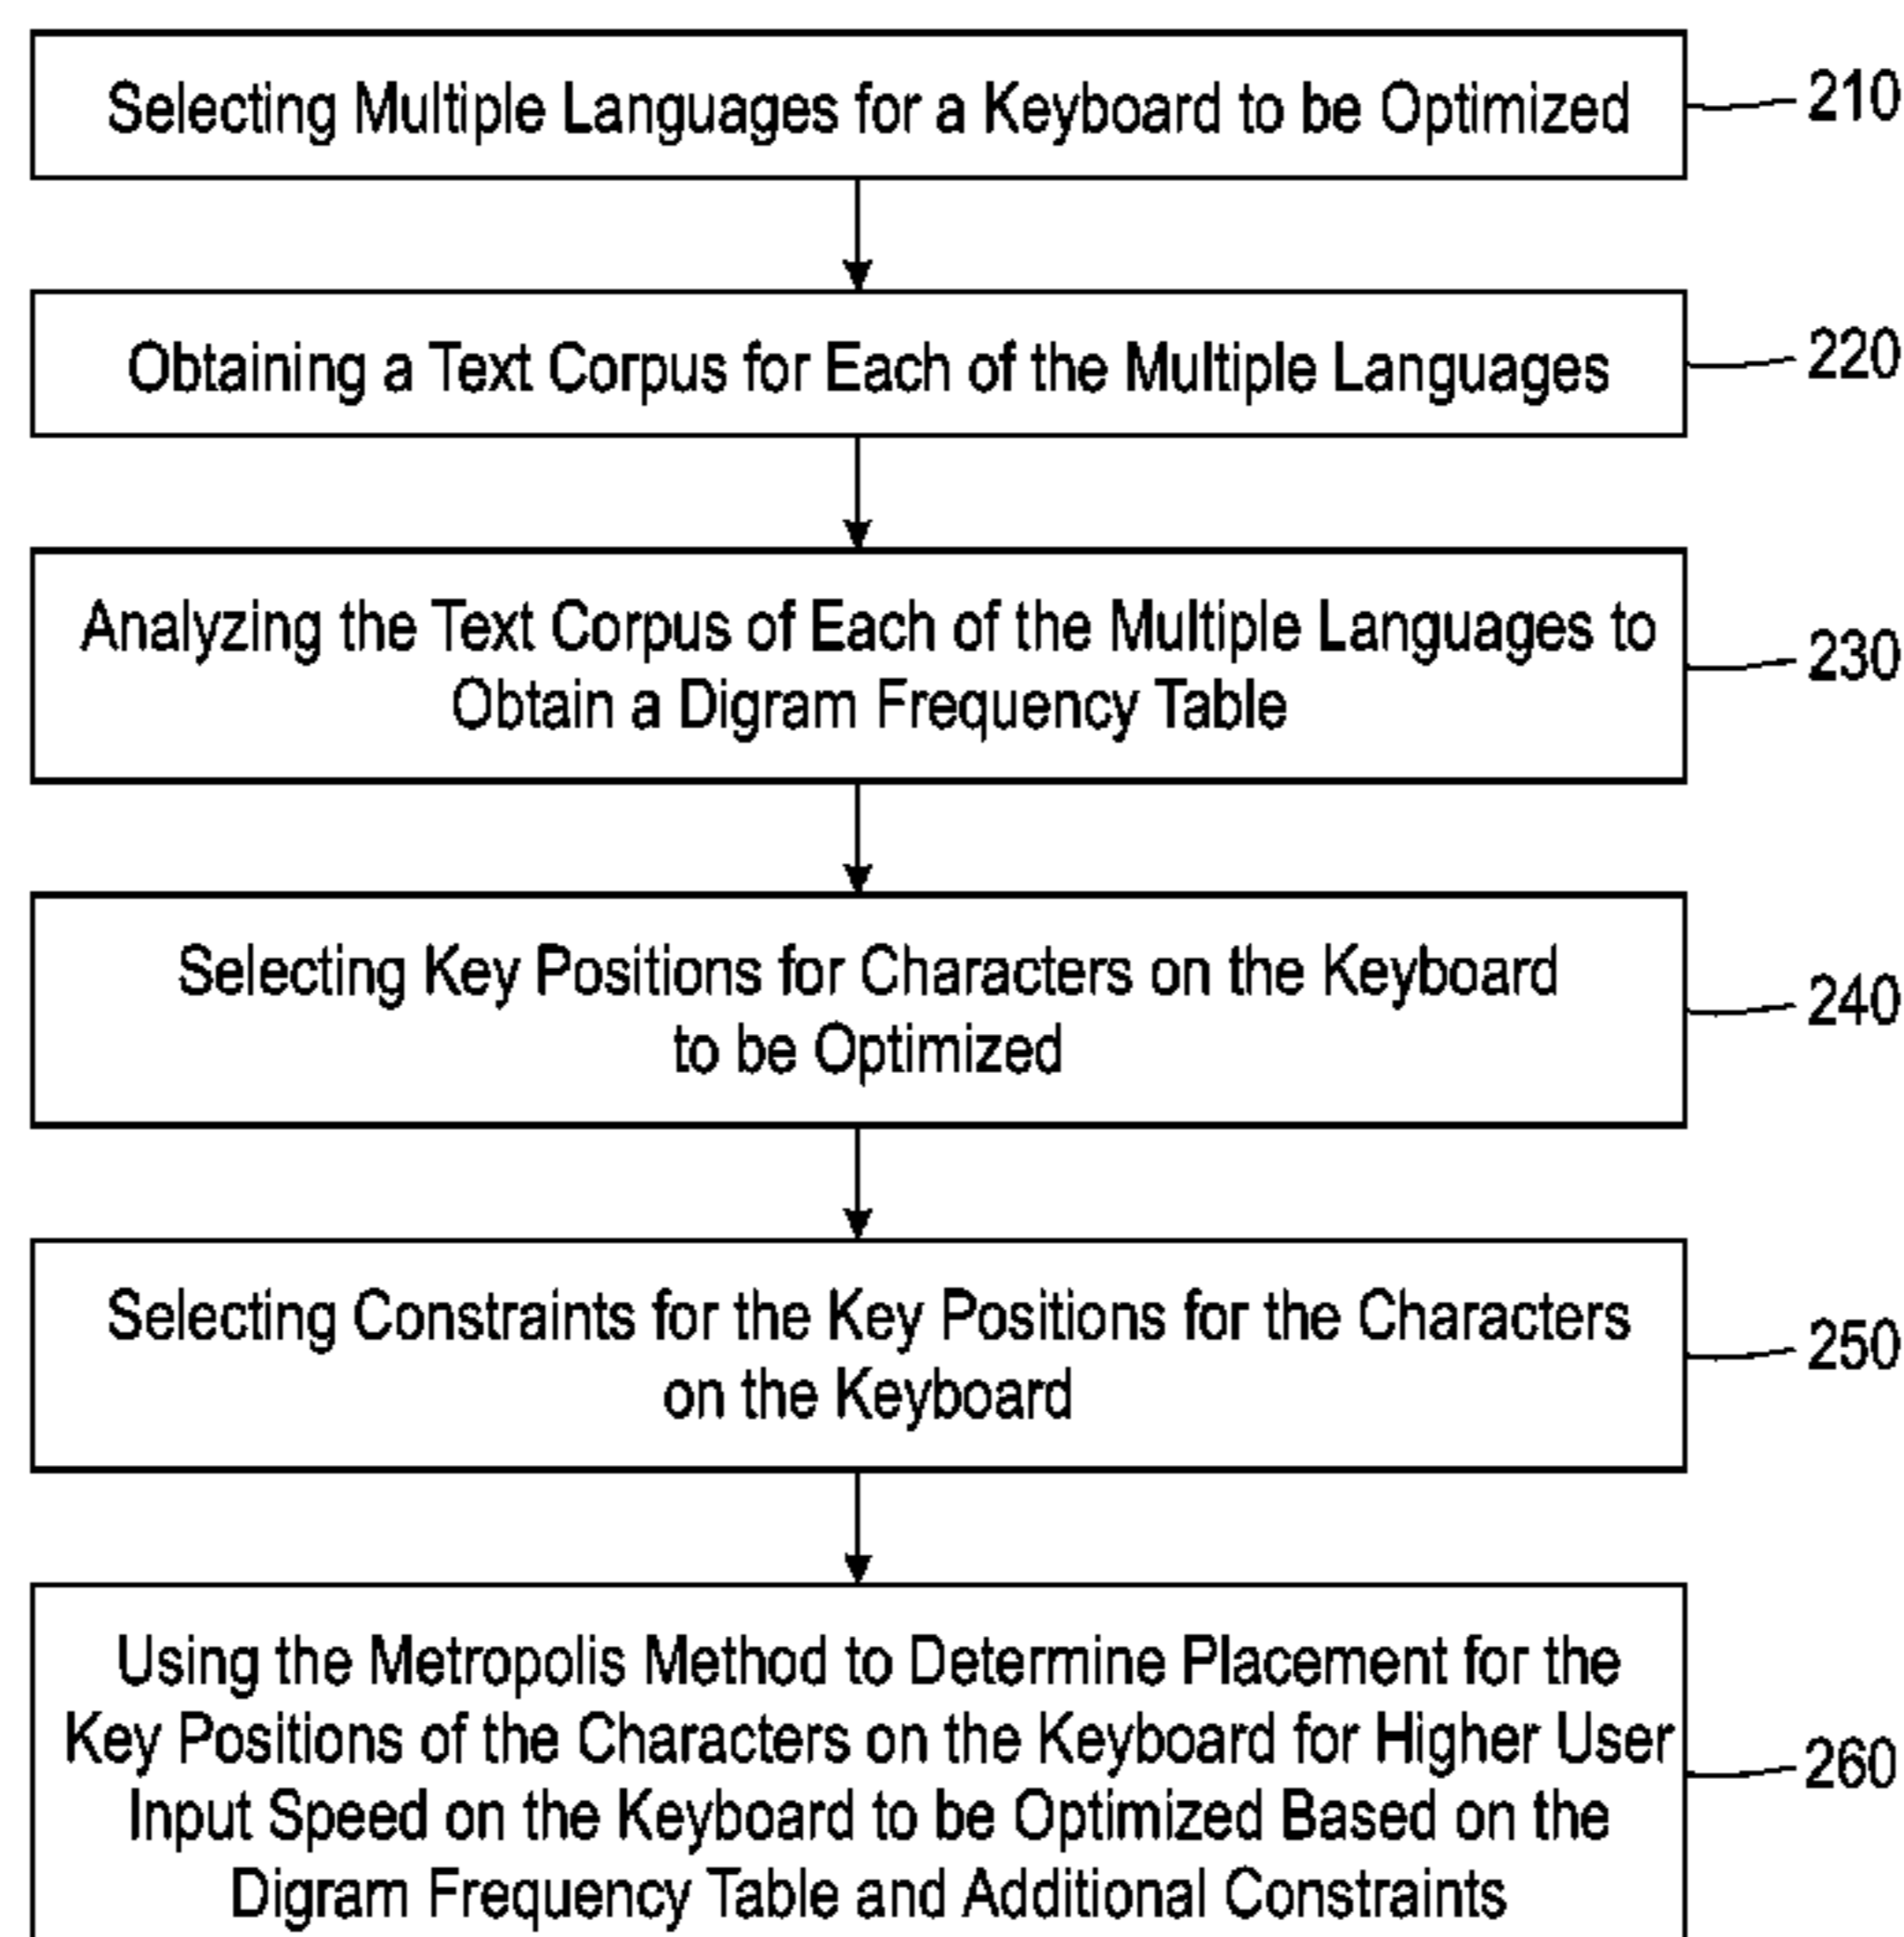 Selecting Multiple Languages for a Keyboard to be Optimized
210
Obtaining a Text Corpus for Each of the Multiple Languages
220
Analyzing the Text Corpus of Each of the Multiple Languages to
Obtain a Digram Frequency Table
230
Selecting Key Positions for Characters on the Keyboard
to be Optimized
240
Selecting Constraints for the Key Positions for the Characters
on the Keyboard
250
Using the Metropolis Method to Determine Placement for the
Key Positions of the Characters on the Keyboard for Higher User
Input Speed on the Keyboard to be Optimized Based on the
Digram Frequency Table and Additional Constraints
260